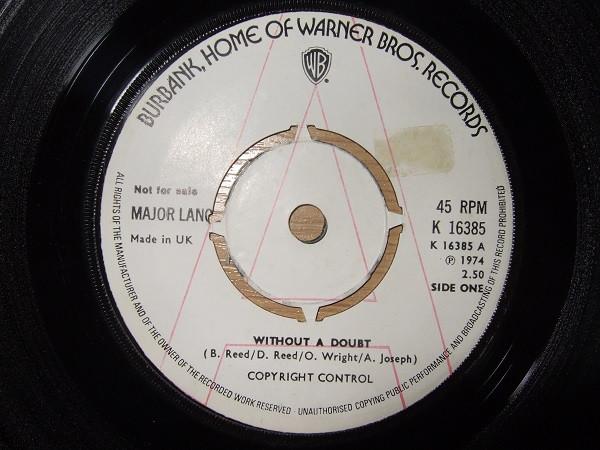 BURBANK, HOME OF WARNER BROS. RECORDS
WB
Not for sale
MAJOR LANC
Made in UK
45 RPM
K 16385
K 16385 A
Ⓟ 1974
2.50
SIDE ONE
WITHOUT A DOUBT
( B. Reed/D. Reed/O. Wright/A. Joseph)
COPYRIGHT CONTROL
ALL RIGHTS OF THE MANUFACTURER AND OF THE OWNER OF THE RECORDED WORK RESERVED · UNAUTHORISED COPYING PUBLIC PERFORMANCE AND BROADCASTING OF THIS RECORD PROHIBITED